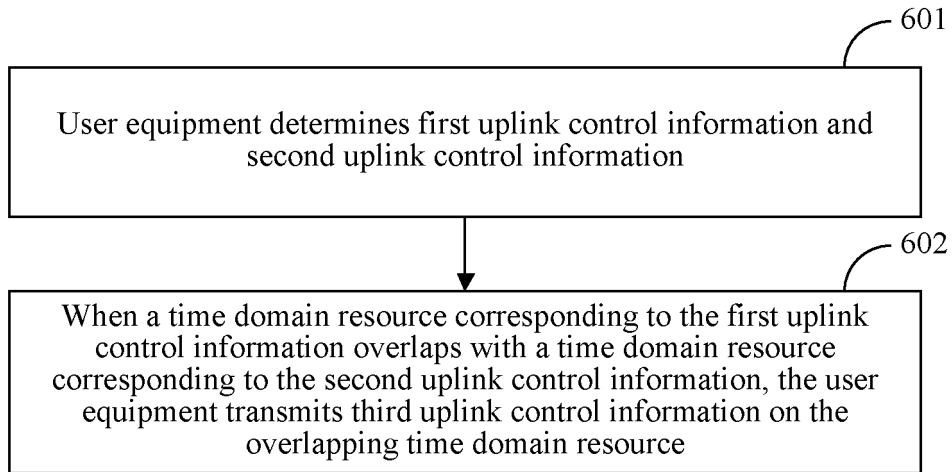 601
User equipment determines first uplink control information and
second uplink control information
602
When a time domain resource corresponding to the first uplink
control information overlaps with a time domain resource
corresponding to the second uplink control information, the user
equipment transmits third uplink control information on the
overlapping time domain resource